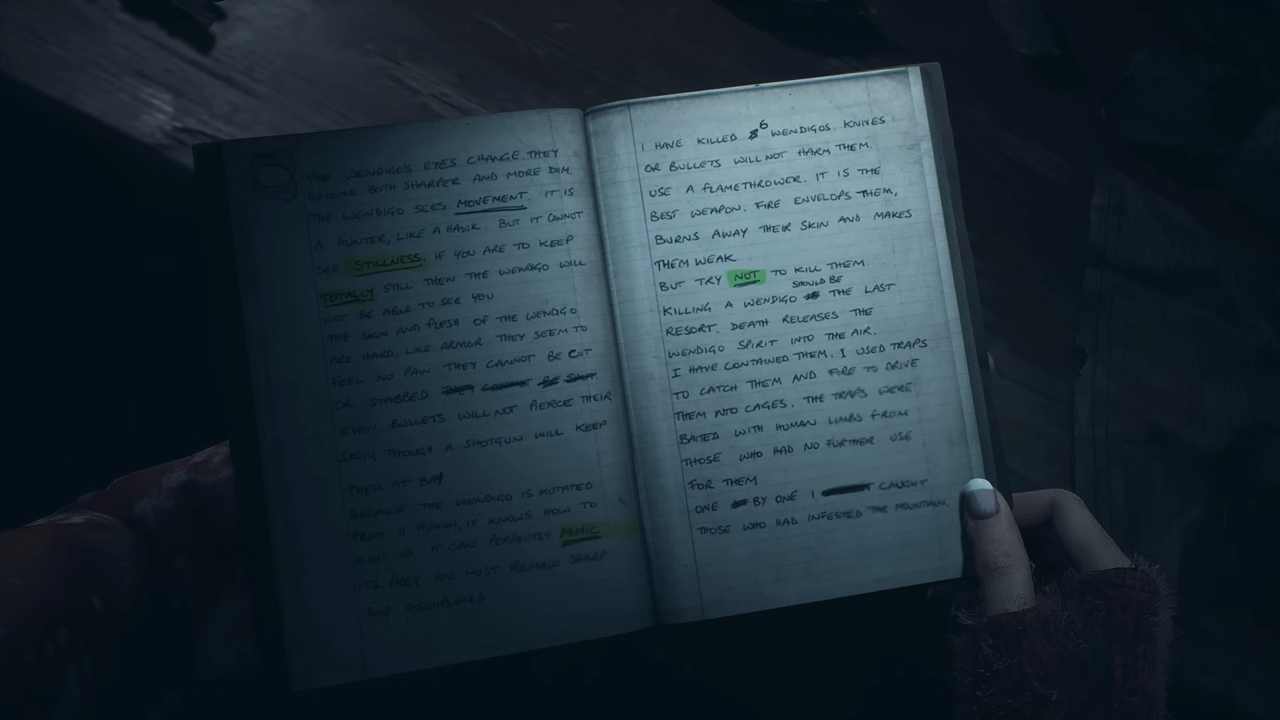 THE WENDIGO'S EYES CHANGE. THEY
BECOME BOTH SHARPER AND MORE DIM.
THE WENDIGO SEES MOVEMENT. IT IS
A HUNTER, LIKE A HAWK. BUT IT CANNOT
SEE STILLNESS. IF YOU ARE TO KEEP
TOTALLY STILL THEN THE WENDIGO WILL
NOT BE ABLE TO SEE YOU
THE SKIN AND FLESH OF THE WENDIGO
ARE HARD, LIKE ARMOR. THEY SEEM TO
FEEL NO PAIN THEY CANNOT BE CUT
OR STABBED. THEY CANNOT BE SHOT.
EVEN BULLETS WILL NOT PIERCE THEIR
SKIN, THOUGH A SHOTGUN WILL KEEP
THEM AT BAY.
BECAUSE THE WENDIGO IS MUTATED
FROM A HUMAN, IT KNOWS HOW TO
HUNT US. IT CAN PERFECTLY MIMIC
ITS PREY. YOU MUST REMAIN SHARP
AND DISCIPLINED
I HAVE KILLED 6 WENDIGOS. KNIVES
OR BULLETS WILL NOT HARM THEM.
USE A FLAMETHROWER. IT IS THE
BEST WEAPON. FIRE ENVELOPS THEM,
BURNS AWAY THEIR SKIN AND MAKES
THEM WEAK
BUT TRY NOT TO KILL THEM.
KILLING A WENDIGO SHOULD BE THE LAST
RESORT. DEATH RELEASES THE
WENDIGO SPIRIT INTO THE AIR.
I HAVE CONTAINED THEM. I USED TRAPS
TO CATCH THEM AND FIRE TO DRIVE
THEM INTO CAGES. THE TRAPS WERE
BAITED WITH HUMAN LIMBS FROM
THOSE WHO HAD NO FURTHER USE
FOR THEM
ONE BY ONE I CAUGHT
THOSE WHO HAD INFESTED THE MOUNTAIN.